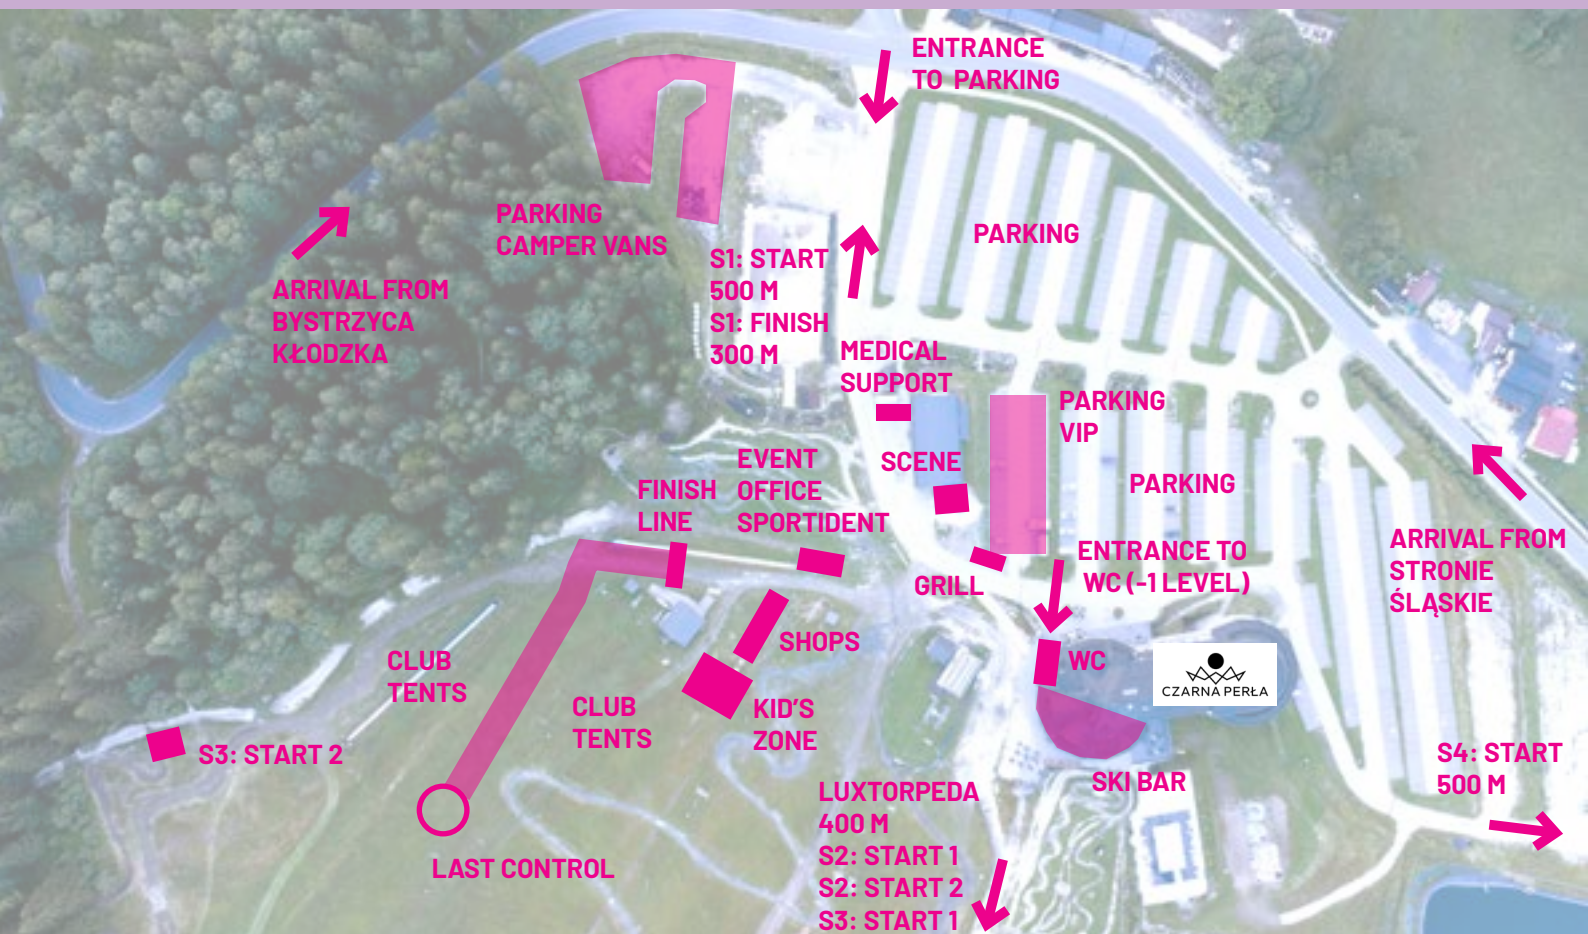 ENTRANCE
TO PARKING
PARKING
CAMPER VANS
PARKING
S1: START
500 M
S1: FINISH
300 M
ARRIVAL FROM
BYSTRZYCA
KŁODZKA
MEDICAL
SUPPORT
PARKING
VIP
EVENT
OFFICE
SPORTIDENT
SCENE
FINISH
LINE
PARKING
ENTRANCE TO
WC (-1 LEVEL)
ARRIVAL FROM
STRONIE
ŚLĄSKIE
GRILL
SHOPS
CLUB
TENTS
WC
CZARNA PERŁA
CLUB
TENTS
KID'S
ZONE
S3: START 2
SKI BAR
S4: START
500 M
LUXTORPEDA
400 M
S2: START 1
S2: START 2
S3: START 1
LAST CONTROL